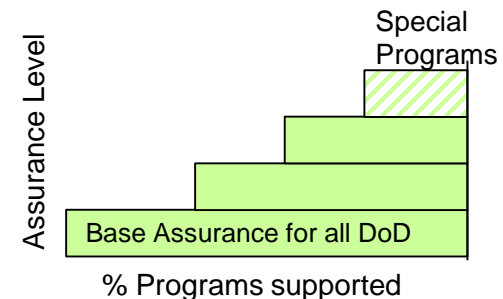 Special
Programs
Assurance Level
Base Assurance for all DoD
% Programs supported